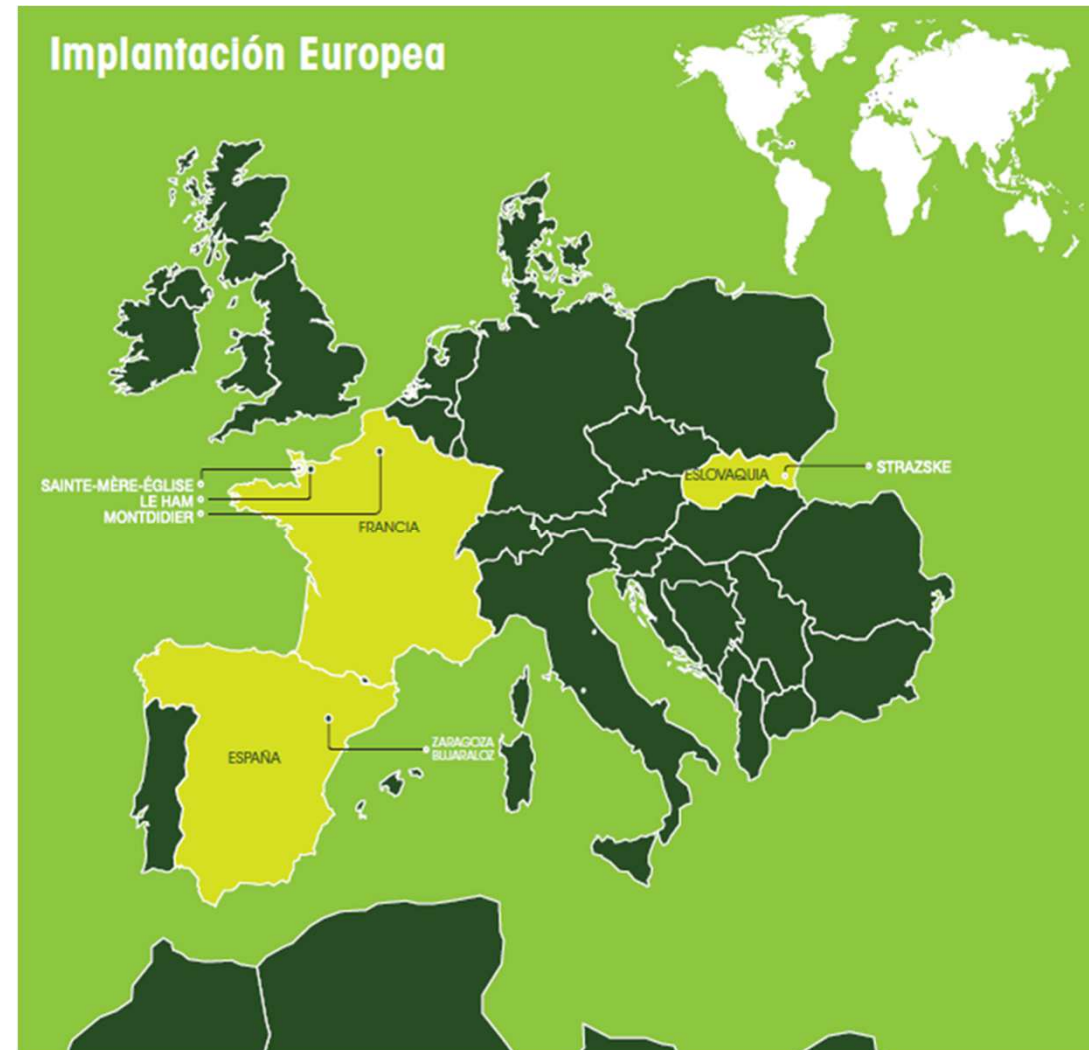 Implantación Europea
SAINTE-MÈRE-ÉGLISE
LE HAM
MONTDIDIER
FRANCIA
ESLOVAQUIA
STRAZSKE
ESPAÑA
ZARAGOZA
BUJARALOZ